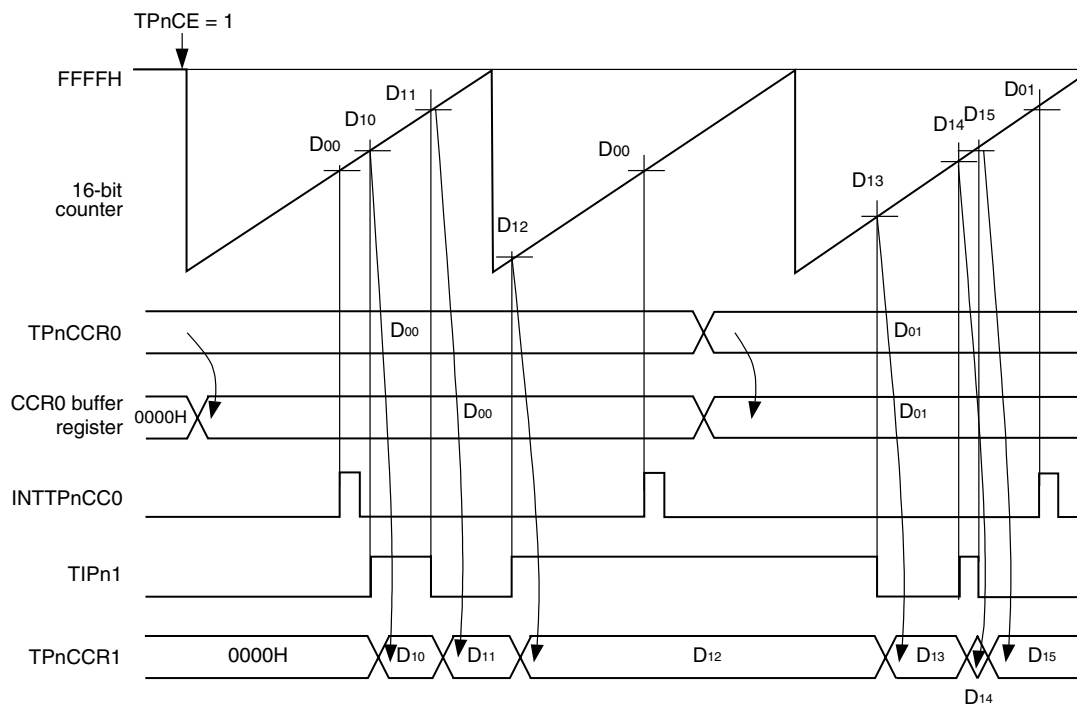 TPnCE = 1
FFFFH
16-bit
counter
D00
D10
D11
D12
D00
D13
D14
D15
D01
TPnCCR0
D00
D01
CCR0 buffer
register
0000H
D00
D01
INTTPnCC0
TIPn1
TPnCCR1
0000H
D10
D11
D12
D13
D15
D14